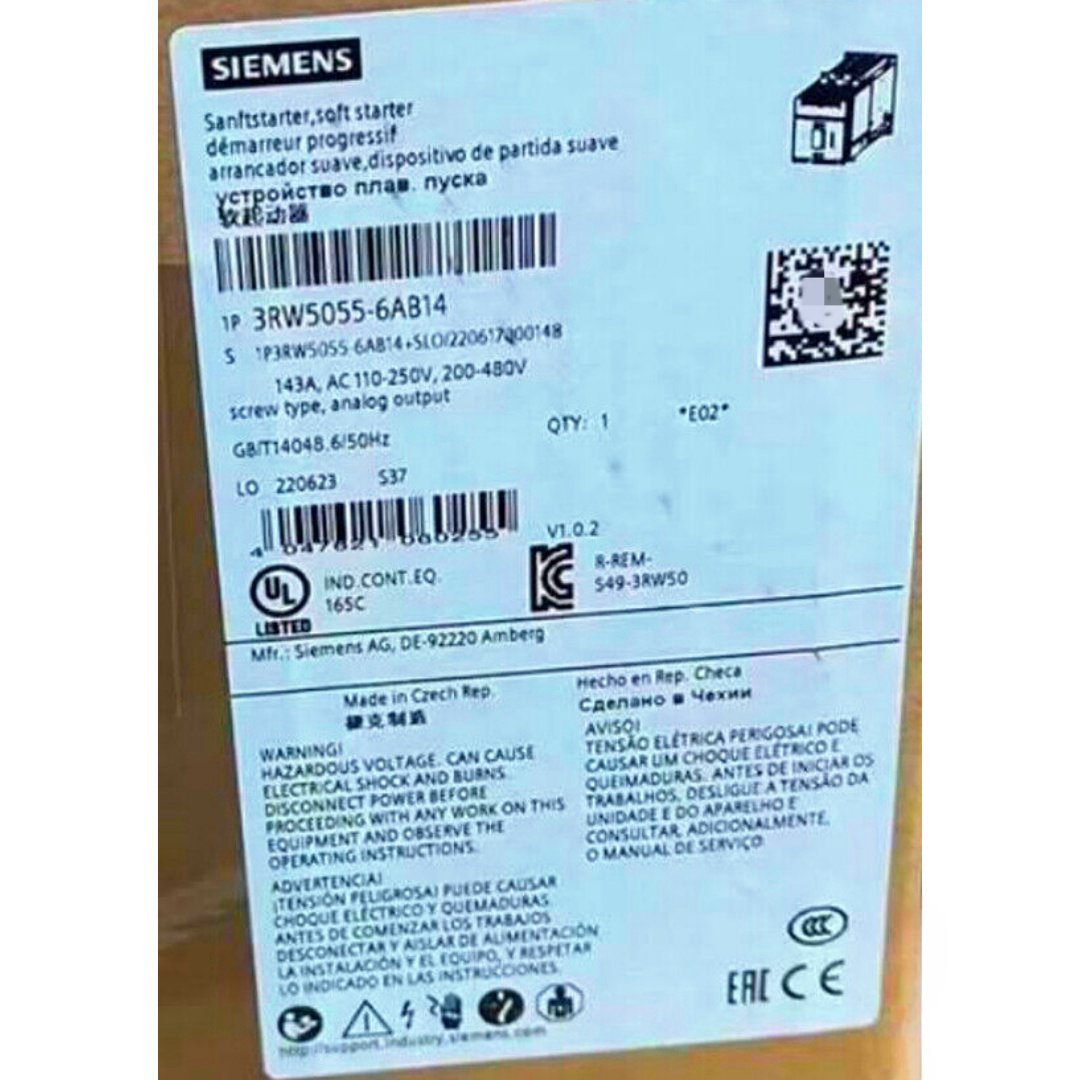 SIEMENS
Sanftstarter,soft starter
démarreur progressif
arrancador suave,dispositivo de partida suave
устройство плав. пуска
软起动器
1P 3RW5055-6AB14
S 1P3RW5055-6AB14+SLO/220617
143A, AC 110-250V, 200-480V
screw type, analog output
GB/T14048.6/50Hz
QTY: 1
*E02*
LO 220623 S37
V1.0.2
UL
LISTED
IND.CONT.EQ.
165C
R-REM-
S49-3RW50
Mfr.: Siemens AG, DE-92220 Amberg
Made in Czech Rep.
捷克制造
Hecho en Rep. Checa
Сделано в Чехии
WARNING!
HAZARDOUS VOLTAGE. CAN CAUSE
ELECTRICAL SHOCK AND BURNS.
DISCONNECT POWER BEFORE
PROCEEDING WITH ANY WORK ON THIS
EQUIPMENT AND OBSERVE THE
OPERATING INSTRUCTIONS.
ADVERTENCIA!
¡TENSIÓN PELIGROSA! PUEDE CAUSAR
CHOQUE ELÉCTRICO Y QUEMADURAS.
ANTES DE COMENZAR LOS TRABAJOS
DESCONECTAR Y AISLAR DE ALIMENTACIÓN
LA INSTALACIÓN Y EL EQUIPO, Y RESPETAR
LO INDICADO EN LAS INSTRUCCIONES.
AVISO!
TENSÃO ELÉTRICA PERIGOSA! PODE
CAUSAR UM CHOQUE ELÉTRICO E
QUEIMADURAS. ANTES DE INICIAR OS
TRABALHOS, DESLIGUE A TENSÃO DA
UNIDADE E DO APARELHO E
CONSULTAR, ADICIONALMENTE,
O MANUAL DE SERVIÇO.
CCC
EAC CE
http://support.industry.siemens.com